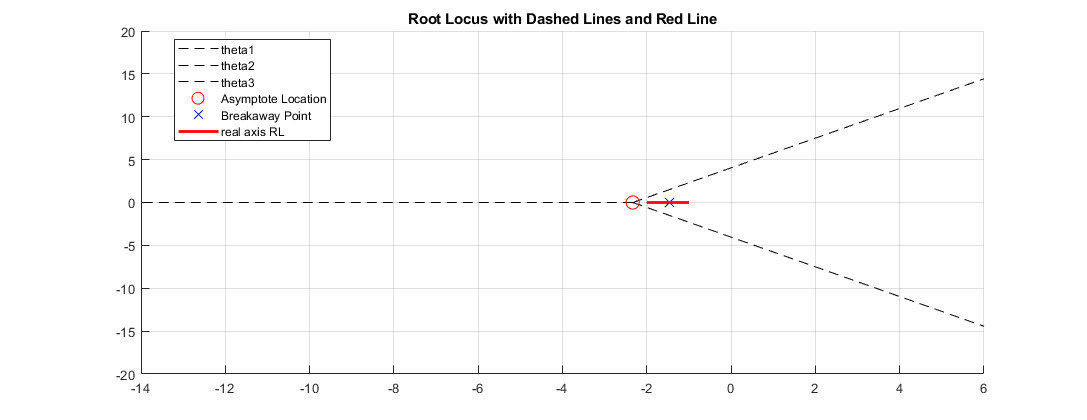 Root Locus with Dashed Lines and Red Line
20
15
10
5
0
-5
-10
-15
-20
theta1
theta2
theta3
Asymptote Location
Breakaway Point
real axis RL
-14 -12 -10 -8 -6 -4 -2 0 2 4 6